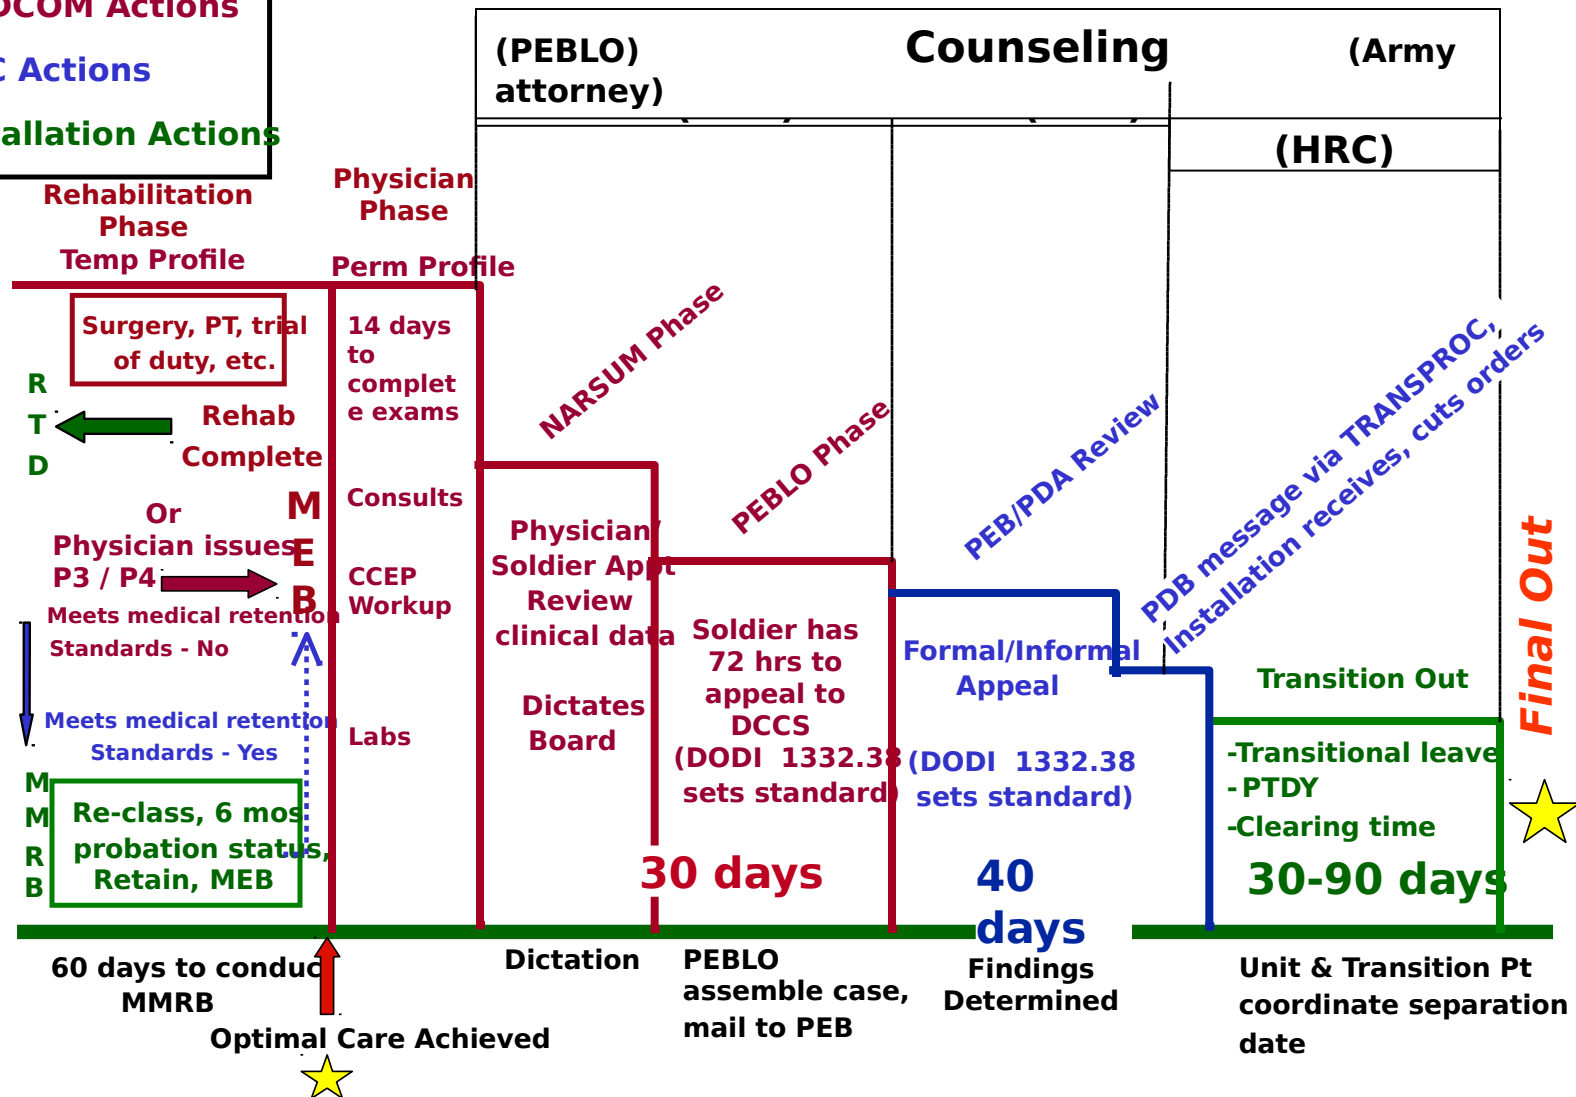 DCOM Actions
C Actions
allation Actions
(PEBLO) Counseling (Army
attorney)
(HRC)
Rehabilitation
Phase
Temp Profile
Physician
Phase
Perm Profile
Surgery, PT, trial
of duty, etc.
R
T
D
Rehab
Complete
Or
Physician issues
P3 / P4
Meets medical retention
Standards - No
Meets medical retention
Standards - Yes
M
M
R
B
Re-class, 6 mos
probation status,
Retain, MEB
M
E
B
14 days
to
complet
e exams
Consults
CCEP
Workup
Labs
NARSUM Phase
Physician/
Soldier Appt
Review
clinical data
Dictates
Board
PEBLO Phase
Soldier has
72 hrs to
appeal to
DCCS
(DODI 1332.38
sets standard)
30 days
PEB/PDA Review
Formal/Informal
Appeal
(DODI 1332.38
sets standard)
40
days
PDB message via TRANSPROC,
Installation receives, cuts orders
Transition Out
-Transitional leave
-PTDY
-Clearing time
30-90 days
Final Out
60 days to conduc
MMRB
Optimal Care Achieved
Dictation
PEBLO
assemble case,
mail to PEB
Findings
Determined
Unit & Transition Pt
coordinate separation
date